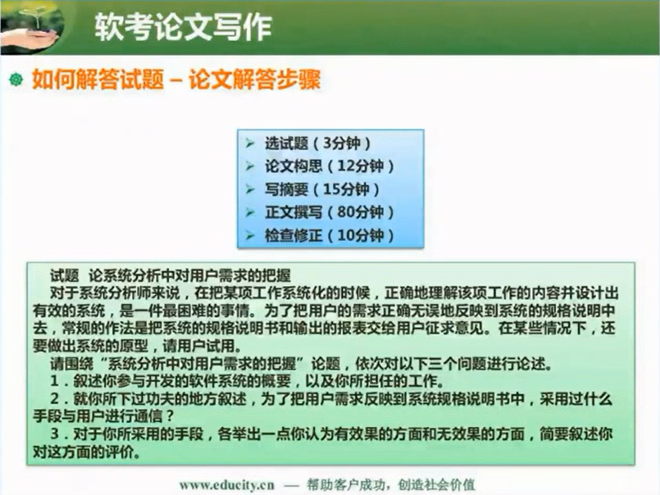 软考论文写作
如何解答试题 – 论文解答步骤
选试题（3分钟）
论文构思（12分钟）
写摘要（15分钟）
正文撰写（80分钟）
检查修正（10分钟）
试题 论系统分析中对用户需求的把握
对于系统分析师来说，在把某项工作系统化的时候，正确地理解该项工作的内容并设计出
有效的系统，是一件最困难的事情。为了把用户的需求正确无误地反映到系统的规格说明中
去，常规的作法是把系统的规格说明书和输出的报表交给用户征求意见。在某些情况下，还
要做出系统的原型，请用户试用。
请围绕“系统分析中对用户需求的把握”论题，依次对以下三个问题进行论述。
1．叙述你参与开发的软件系统的概要，以及你所担任的工作。
2．就你所下过功夫的地方叙述，为了把用户需求反映到系统规格说明书中，采用过什么
手段与用户进行通信？
3．对于你所采用的手段，各举出一点你认为有效果的方面和无效果的方面，简要叙述你
对这方面的评价。
www.educity.cn — 帮助客户成功，创造社会价值